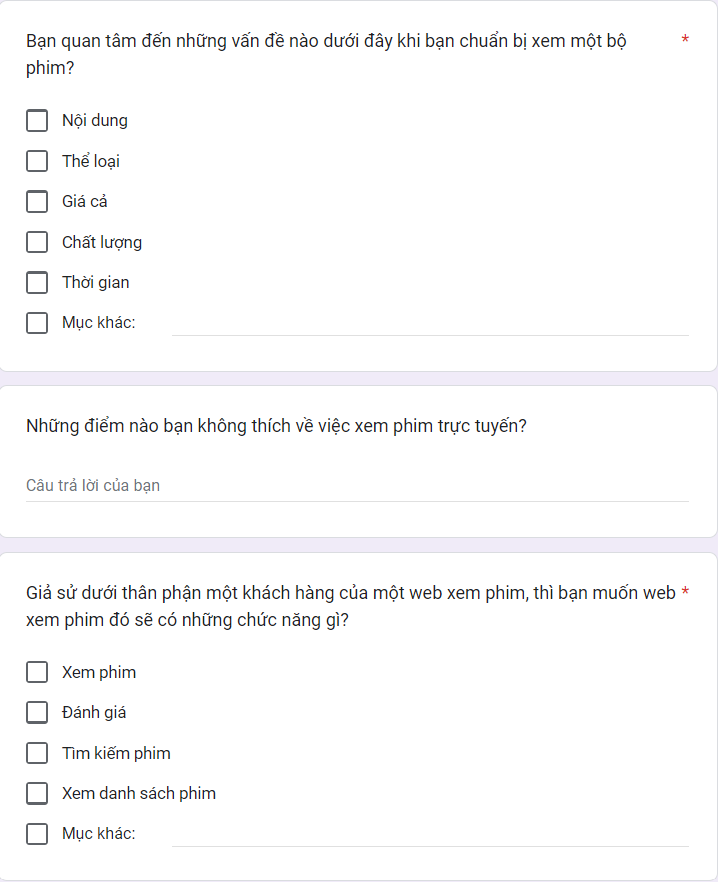 Bạn quan tâm đến những vấn đề nào dưới đây khi bạn chuẩn bị xem một bộ *
phim?
Nội dung
Thể loại
Giá cả
Chất lượng
Thời gian
Mục khác:
Những điểm nào bạn không thích về việc xem phim trực tuyến?
Câu trả lời của bạn
Giả sử dưới thân phận một khách hàng của một web xem phim, thì bạn muốn web *
xem phim đó sẽ có những chức năng gì?
Xem phim
Đánh giá
Tìm kiếm phim
Xem danh sách phim
Mục khác: